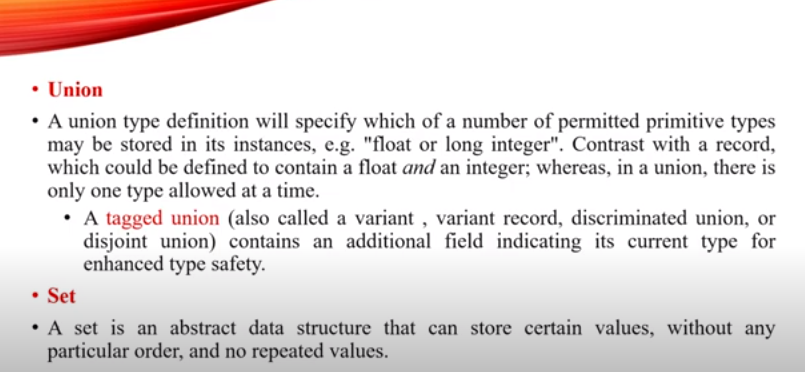 • Union
• A union type definition will specify which of a number of permitted primitive types
may be stored in its instances, e.g. "float or long integer". Contrast with a record,
which could be defined to contain a float and an integer; whereas, in a union, there is
only one type allowed at a time.
• A tagged union (also called a variant , variant record, discriminated union, or
disjoint union) contains an additional field indicating its current type for
enhanced type safety.
• Set
• A set is an abstract data structure that can store certain values, without any
particular order, and no repeated values.